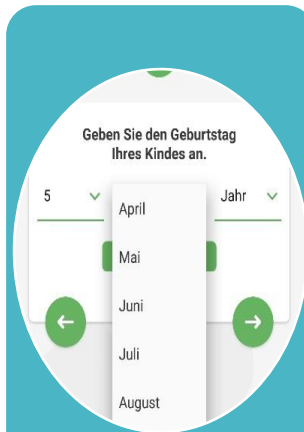 Geben Sie den Geburtstag
Ihres Kindes an.
5
Jahr
April
Mai
Juni
Juli
August